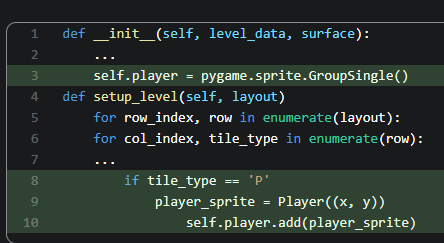 1 def __init__(self, level_data, surface):
2     ...
3     self.player = pygame.sprite.GroupSingle()
4 def setup_level(self, layout)
5     for row_index, row in enumerate(layout):
6     for col_index, tile_type in enumerate(row):
7     ...
8         if tile_type == 'P'
9             player_sprite = Player((x, y))
10                 self.player.add(player_sprite)